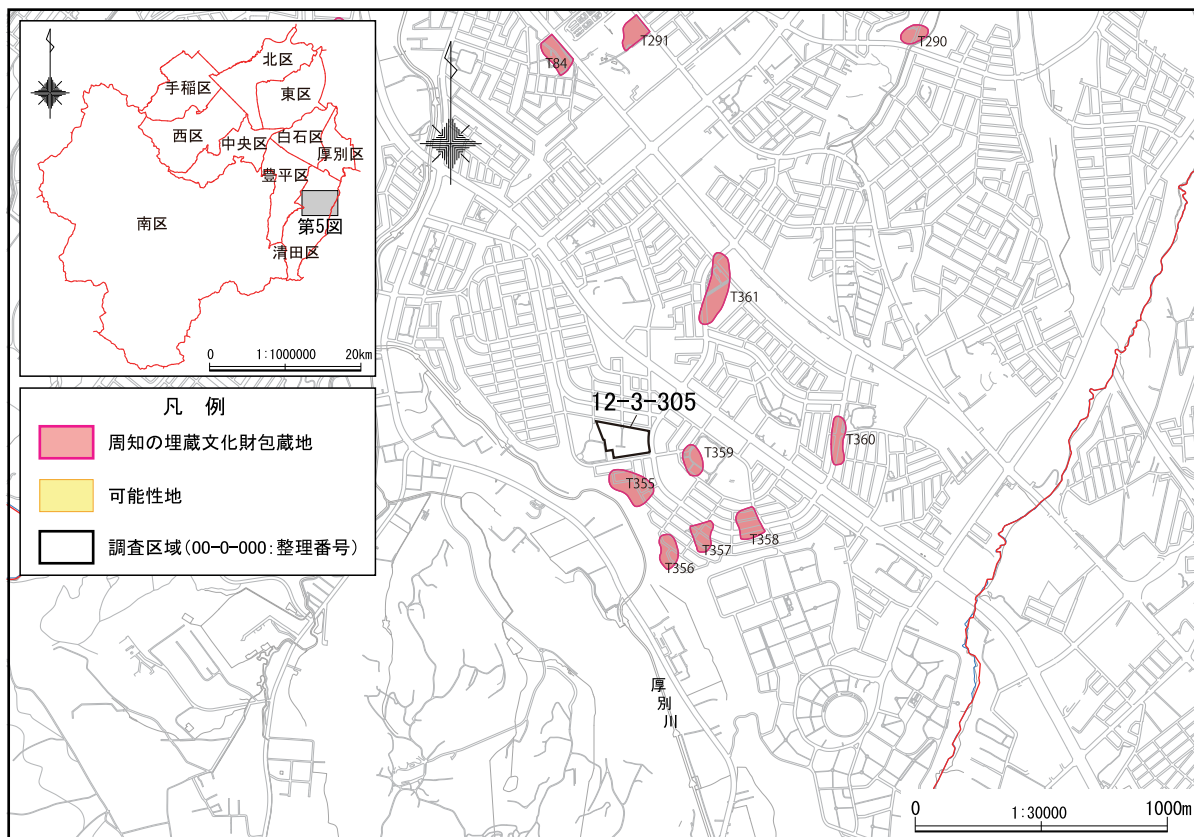 北区
手稲区
東区
西区
中央区
白石区
厚別区
豊平区
南区
第5図
清田区
0 1:1000000 20km
凡 例
周知の埋蔵文化財包蔵地
可能性地
調査区域(00-0-000:整理番号)
T84
T291
T290
T361
12-3-305
T359
T360
T355
T357
T358
T356
厚別川
0 1:30000 1000m